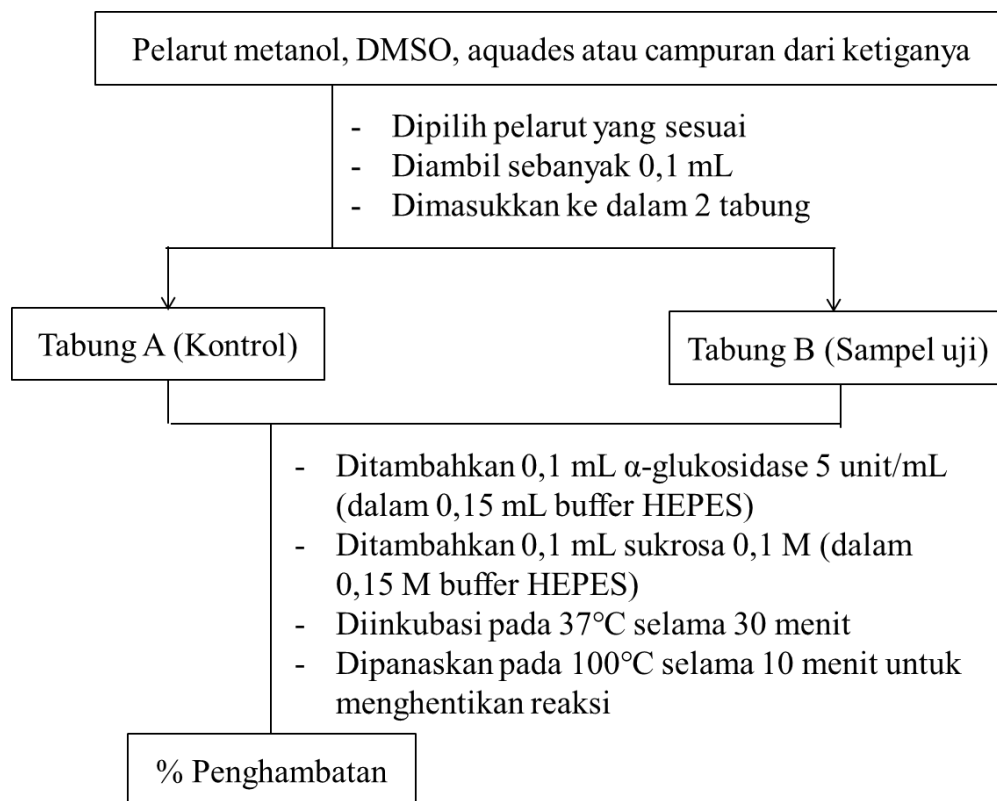 Pelarut metanol, DMSO, aquades atau campuran dari ketiganya
- Dipilih pelarut yang sesuai
- Diambil sebanyak 0,1 mL
- Dimasukkan ke dalam 2 tabung
Tabung A (Kontrol)
Tabung B (Sampel uji)
- Ditambahkan 0,1 mL α-glukosidase 5 unit/mL
(dalam 0,15 mL buffer HEPES)
- Ditambahkan 0,1 mL sukrosa 0,1 M (dalam
0,15 M buffer HEPES)
- Diinkubasi pada 37°C selama 30 menit
- Dipanaskan pada 100°C selama 10 menit untuk
menghentikan reaksi
% Penghambatan